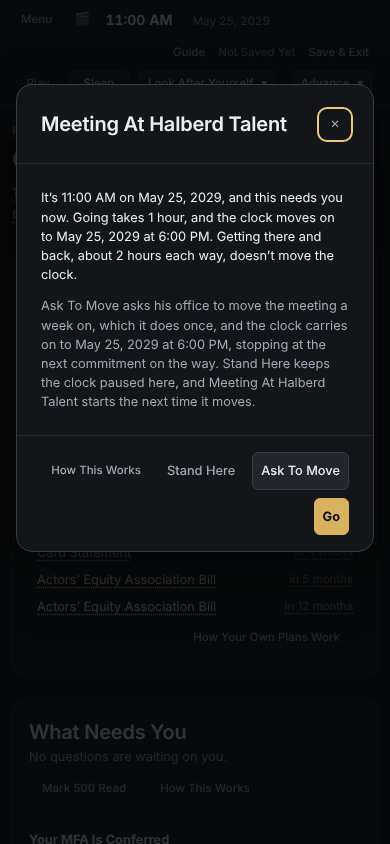 Menu 11:00 AM May 25, 2029
Guide Not Saved Yet Save & Exit
Play Sleep Look After Yourself Advance
Meeting At Halberd Talent
×
It's 11:00 AM on May 25, 2029, and this needs you
now. Going takes 1 hour, and the clock moves on
to May 25, 2029 at 6:00 PM. Getting there and
back, about 2 hours each way, doesn't move the
clock.
Ask To Move asks his office to move the meeting a
week on, which it does once, and the clock carries
on to May 25, 2029 at 6:00 PM, stopping at the
next commitment on the way. Stand Here keeps
the clock paused here, and Meeting At Halberd
Talent starts the next time it moves.
How This Works Stand Here Ask To Move
Go
Card Statement
Actors' Equity Association Bill in 5 months
Actors' Equity Association Bill in 12 months
How Your Own Plans Work
What Needs You
No questions are waiting on you.
Mark 500 Read How This Works
Your MFA Is Conferred